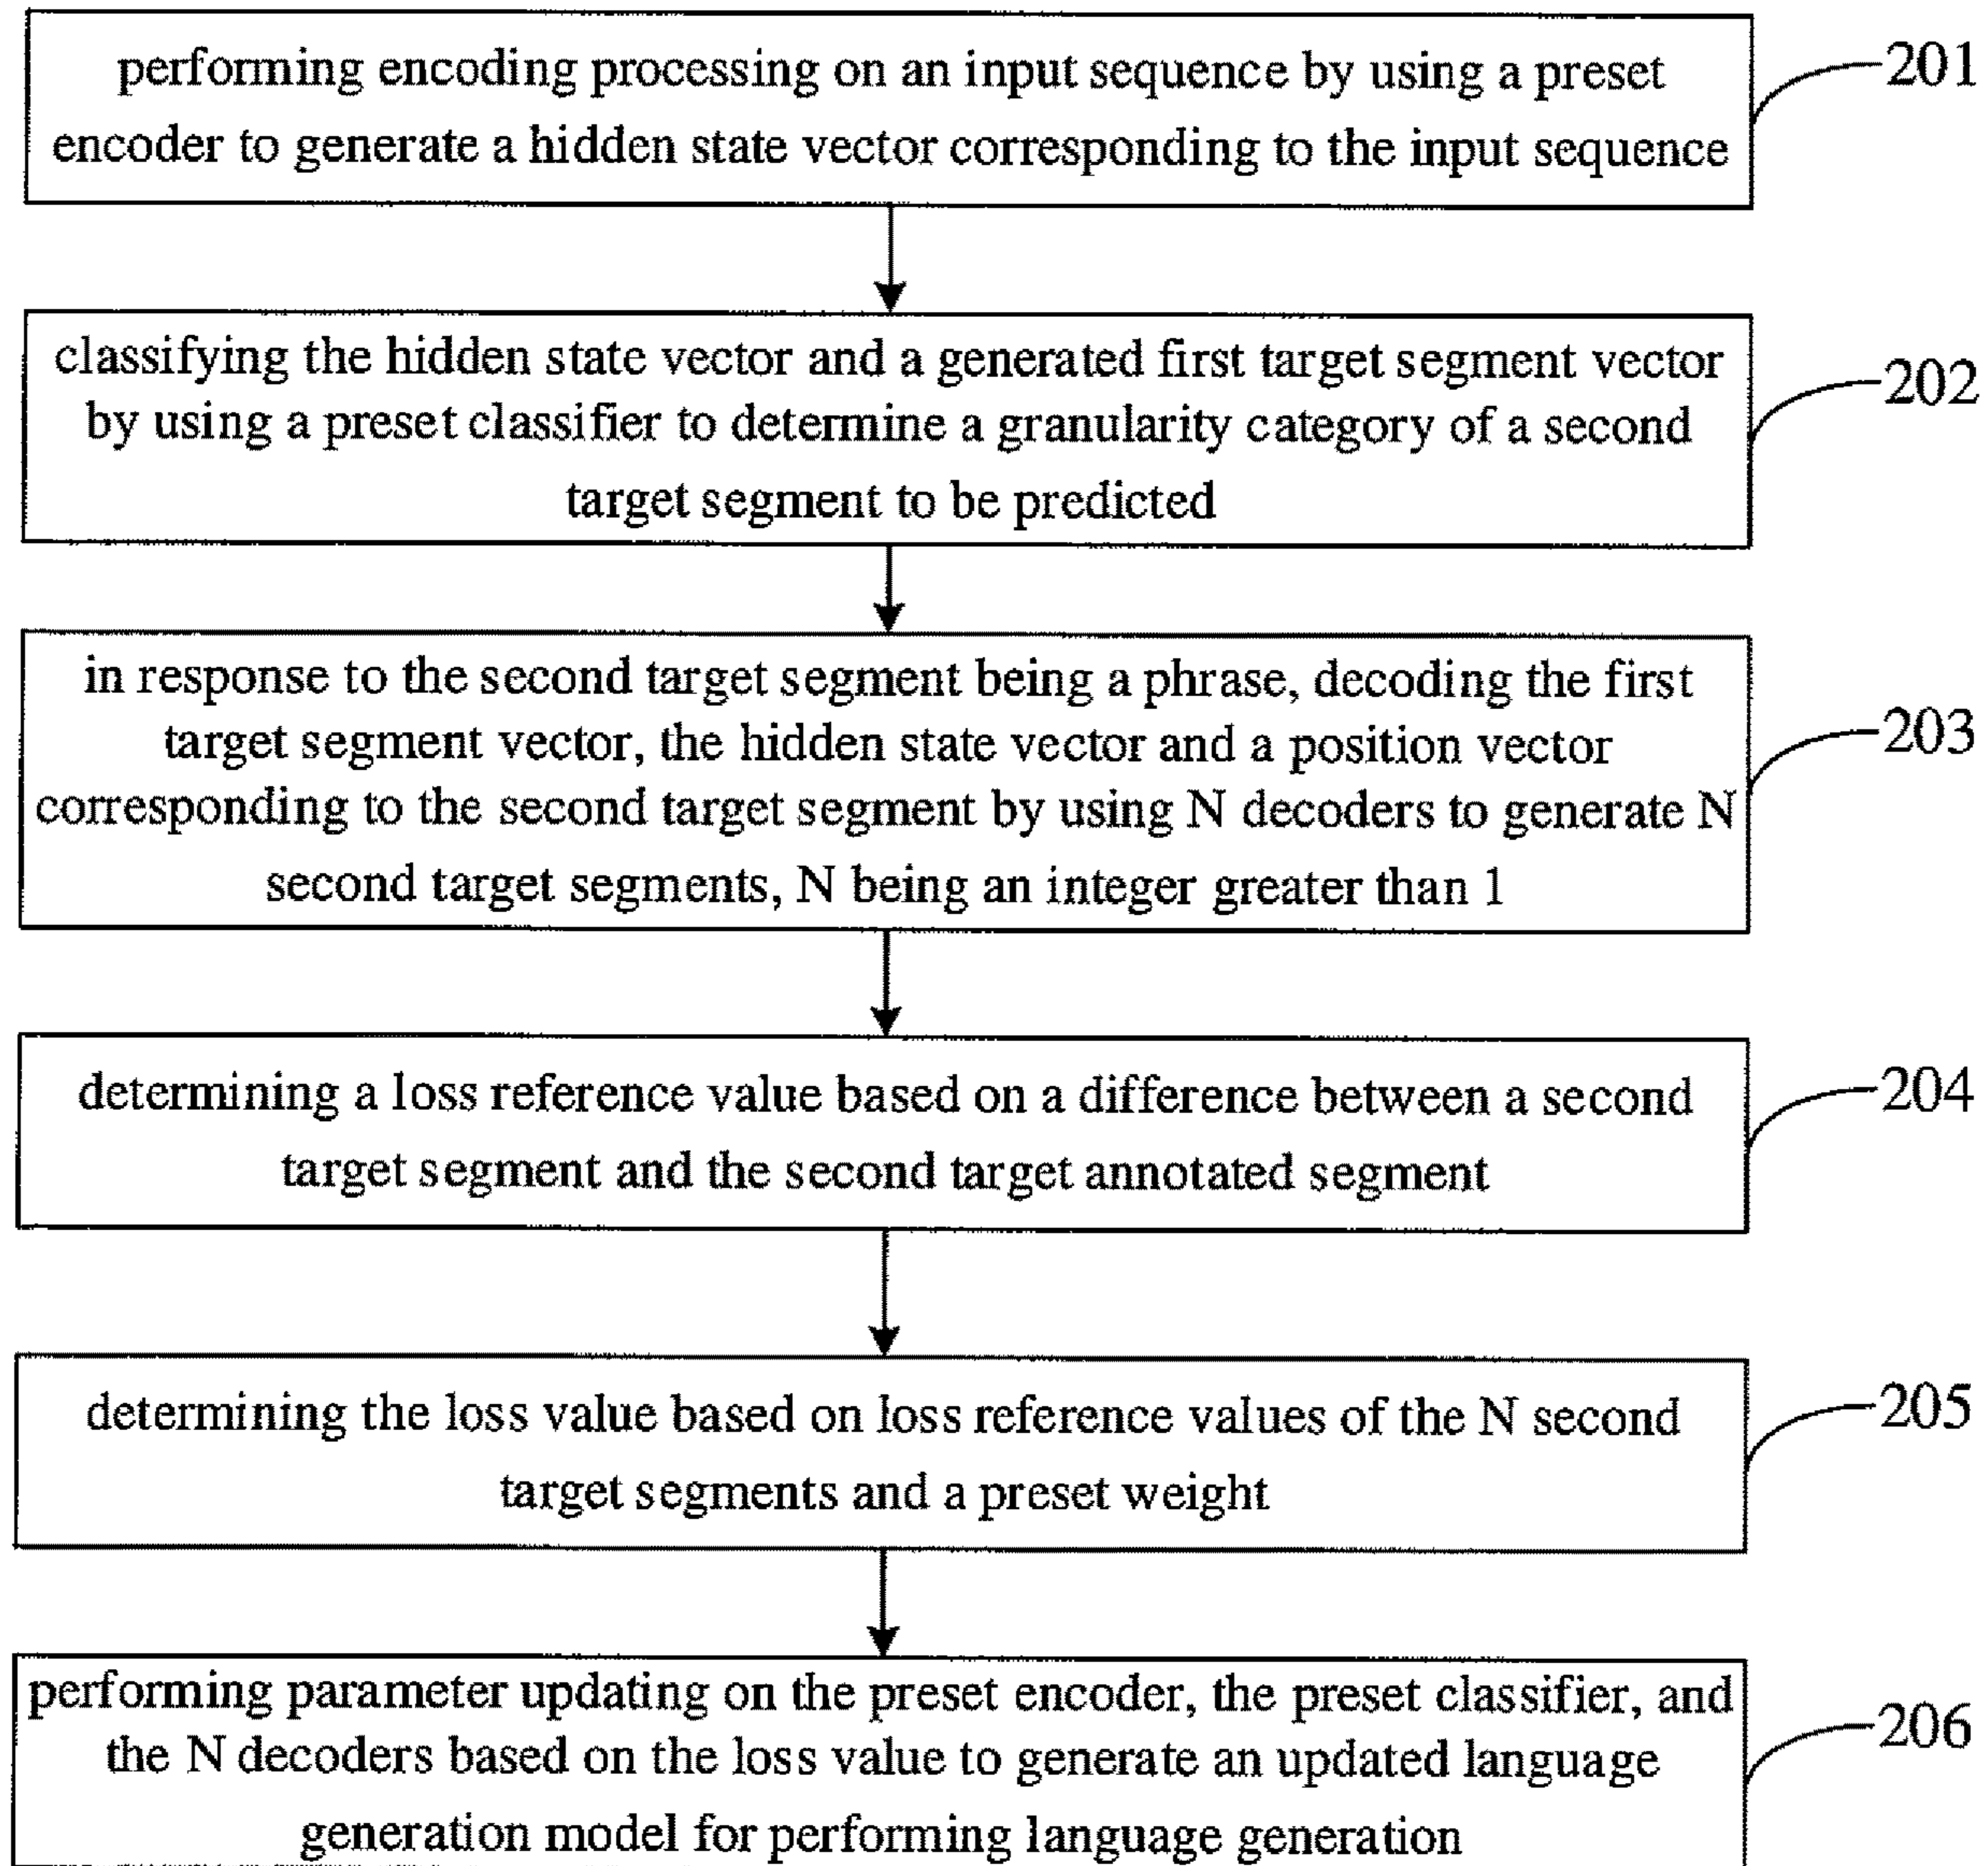 performing encoding processing on an input sequence by using a preset
encoder to generate a hidden state vector corresponding to the input sequence
201
classifying the hidden state vector and a generated first target segment vector
by using a preset classifier to determine a granularity category of a second
target segment to be predicted
202
in response to the second target segment being a phrase, decoding the first
target segment vector, the hidden state vector and a position vector
corresponding to the second target segment by using N decoders to generate N
second target segments, N being an integer greater than 1
203
determining a loss reference value based on a difference between a second
target segment and the second target annotated segment
204
determining the loss value based on loss reference values of the N second
target segments and a preset weight
205
performing parameter updating on the preset encoder, the preset classifier, and
the N decoders based on the loss value to generate an updated language
generation model for performing language generation
206